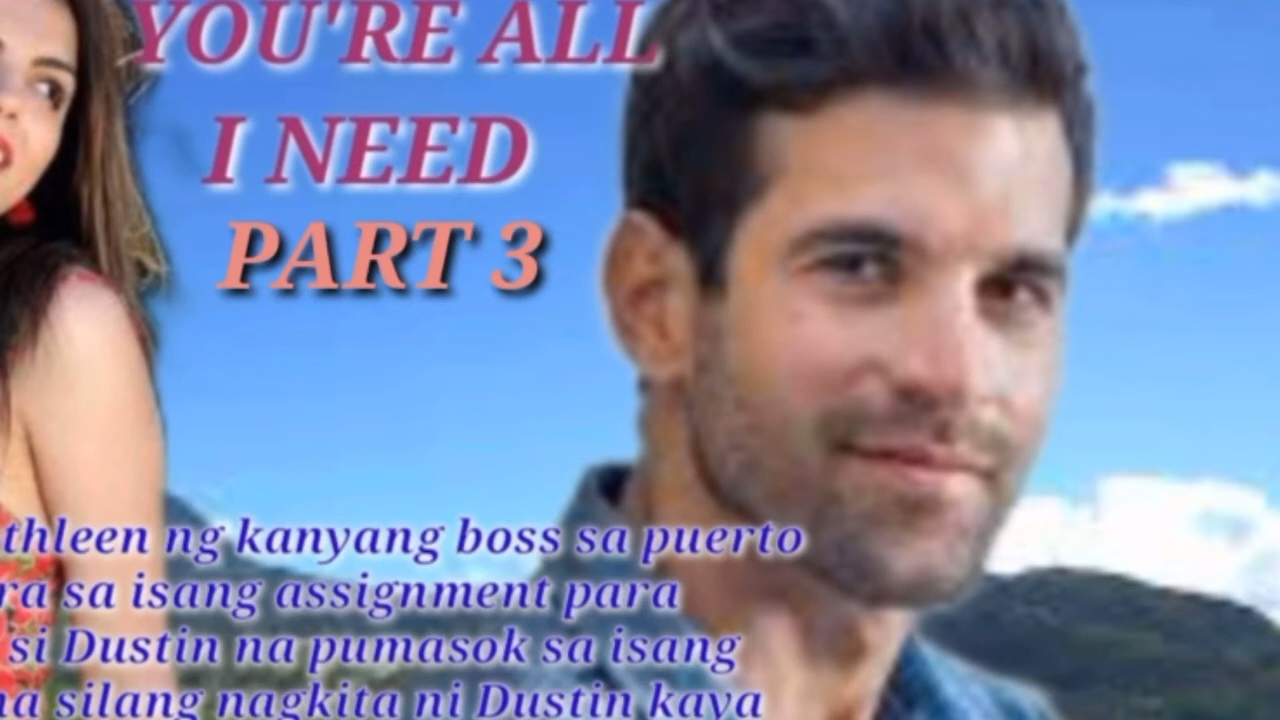 YOU'RE ALL
I NEED
PART 3
thleen ng kanyang boss sa puerto
ra sa isang assignment para
si Dustin na pumasok sa isang
na silang nagkita ni Dustin kaya